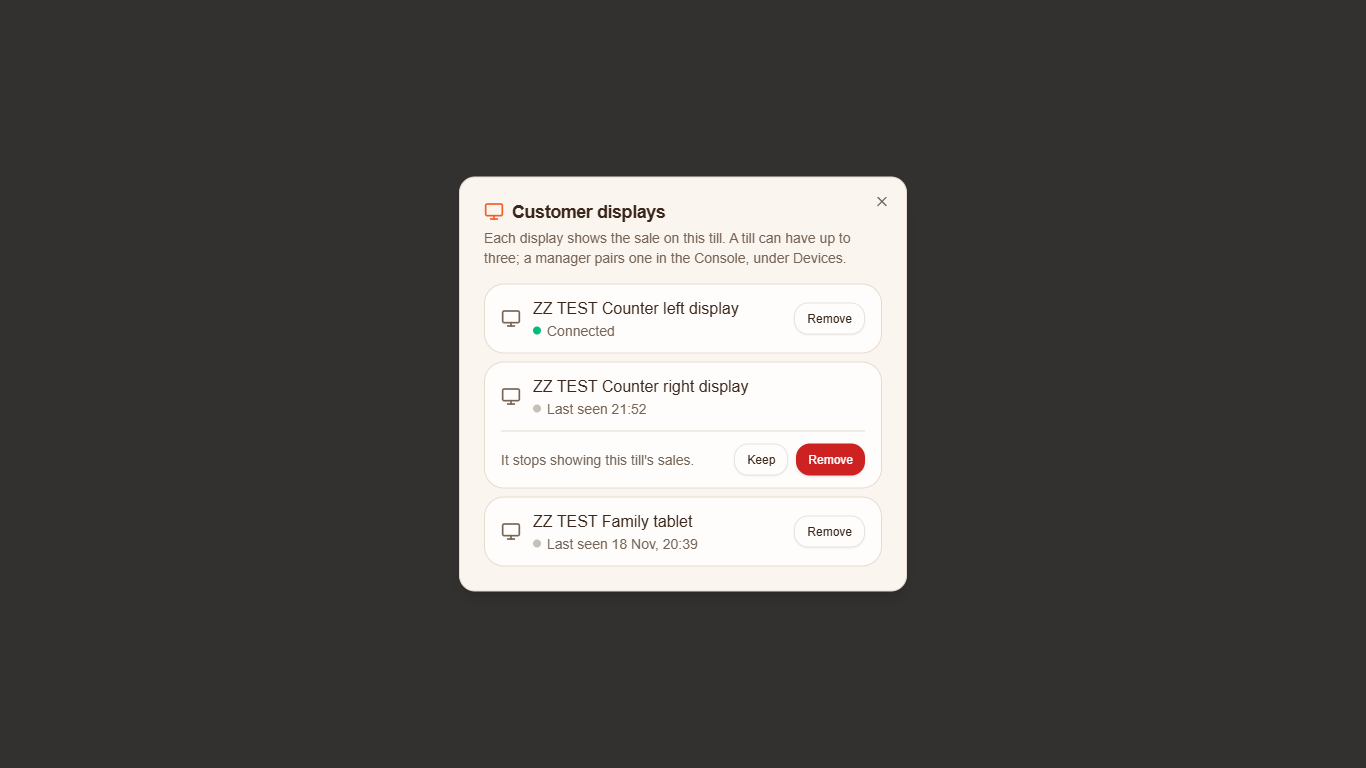 Customer displays
Each display shows the sale on this till. A till can have up to
three; a manager pairs one in the Console, under Devices.
ZZ TEST Counter left display
Connected
Remove
ZZ TEST Counter right display
Last seen 21:52
It stops showing this till's sales.
Keep
Remove
ZZ TEST Family tablet
Last seen 18 Nov, 20:39
Remove